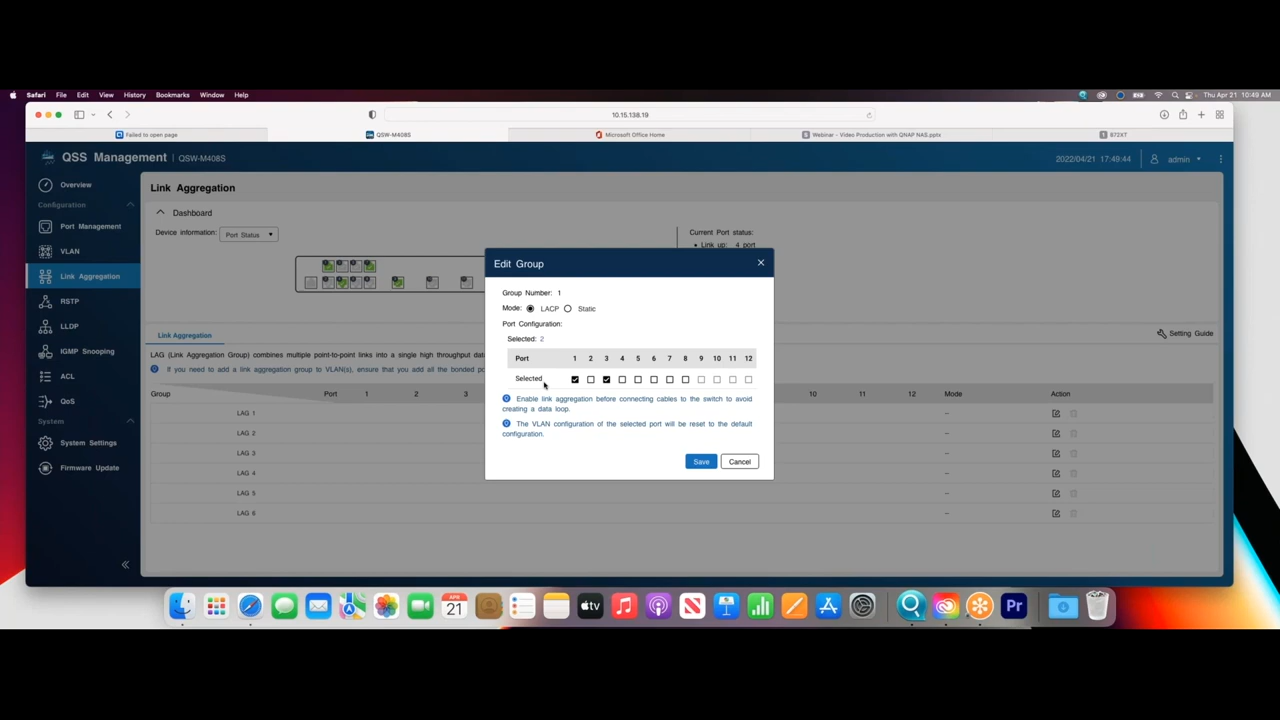 Safari File Edit View History Bookmarks Window Help Thu Apr 21 10:49 AM
10.15.138.19
Failed to open page QSW-M408S Microsoft Office Home Webinar - Video Production with QNAP NAS.pptx 1 872XT
QSS Management | QSW-M408S 2022/04/21 17:49:44 admin
Overview
Configuration
Port Management
VLAN
Link Aggregation
RSTP
LLDP
IGMP Snooping
ACL
QoS
System
System Settings
Firmware Update
Link Aggregation
Dashboard
Device information: Port Status
Current Port status:
• Link up: 4 port
Link Aggregation
Setting Guide
LAG (Link Aggregation Group) combines multiple point-to-point links into a single high throughput
If you need to add a link aggregation group to VLAN(s), ensure that you add all the bonded
Group Port 1 2 3 10 11 12 Mode Action
LAG 1 --
LAG 2 --
LAG 3 --
LAG 4 --
LAG 5 --
LAG 6 --
Edit Group
Group Number: 1
Mode: LACP Static
Port Configuration:
Selected: 2
Port 1 2 3 4 5 6 7 8 9 10 11 12
Selected
Enable link aggregation before connecting cables to the switch to avoid
creating a data loop.
The VLAN configuration of the selected port will be reset to the default
configuration.
Save Cancel
APR
21
tv
Pr